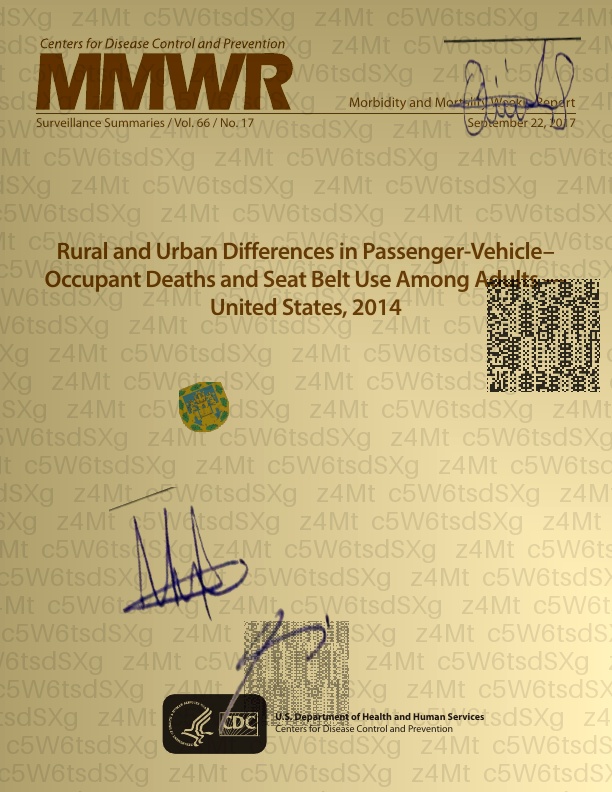 Centers for Disease Control and Prevention
MMWR
Morbidity and Mortality Weekly Report
Surveillance Summaries / Vol. 66 / No. 17
September 22, 2017
Rural and Urban Differences in Passenger-Vehicle–
Occupant Deaths and Seat Belt Use Among Adults —
United States, 2014
z4Mt c5W6tsdSXg
CDC
U.S. Department of Health and Human Services
Centers for Disease Control and Prevention